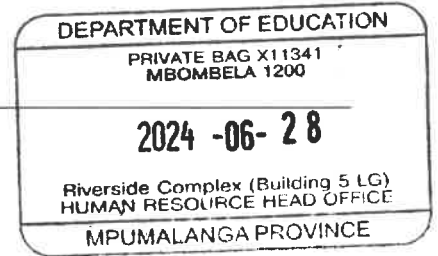 DEPARTMENT OF EDUCATION
PRIVATE BAG X11341
MBOMBELA 1200
2024 -06- 28
Riverside Complex (Building 5 LG)
HUMAN RESOURCE HEAD OFFICE
MPUMALANGA PROVINCE